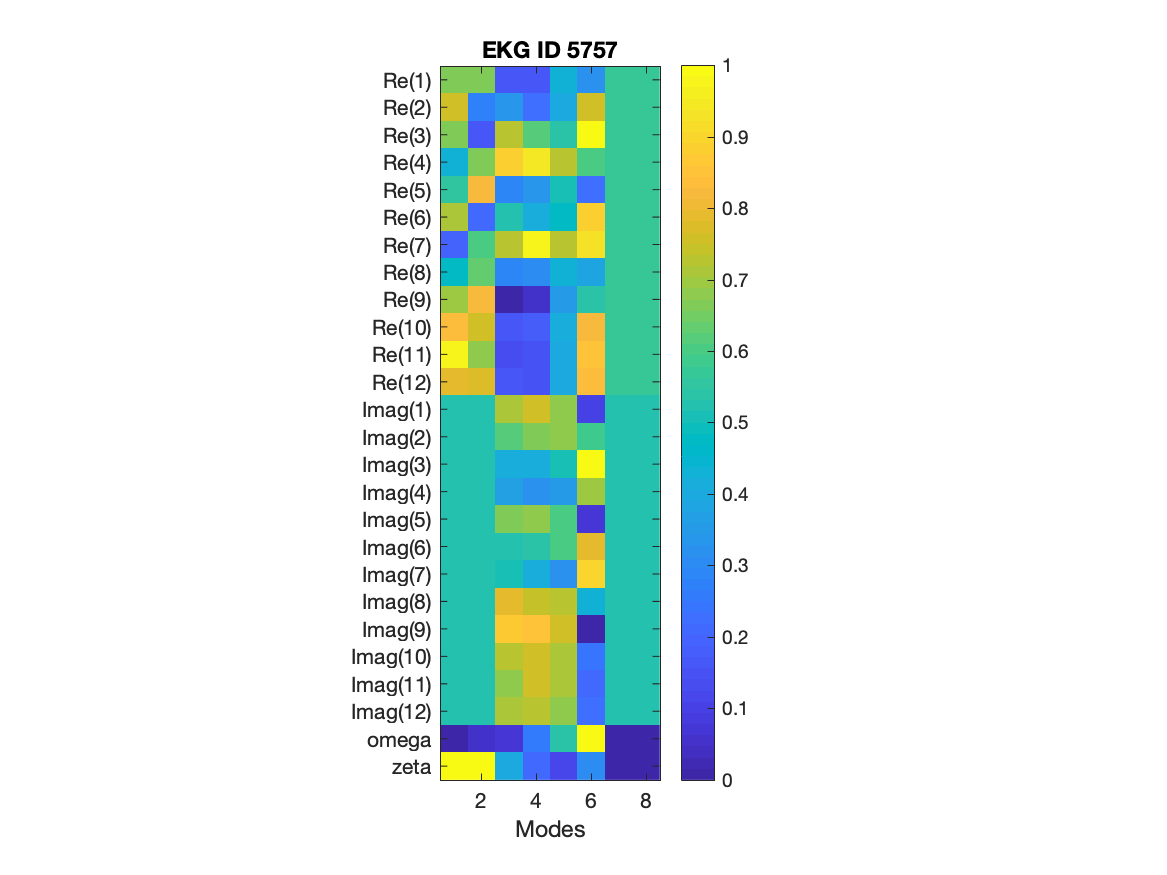 EKG ID 5757
Re(1)
Re(2)
Re(3)
Re(4)
Re(5)
Re(6)
Re(7)
Re(8)
Re(9)
Re(10)
Re(11)
Re(12)
Imag(1)
Imag(2)
Imag(3)
Imag(4)
Imag(5)
Imag(6)
Imag(7)
Imag(8)
Imag(9)
Imag(10)
Imag(11)
Imag(12)
omega
zeta
2 4 6 8
Modes
1
0.9
0.8
0.7
0.6
0.5
0.4
0.3
0.2
0.1
0